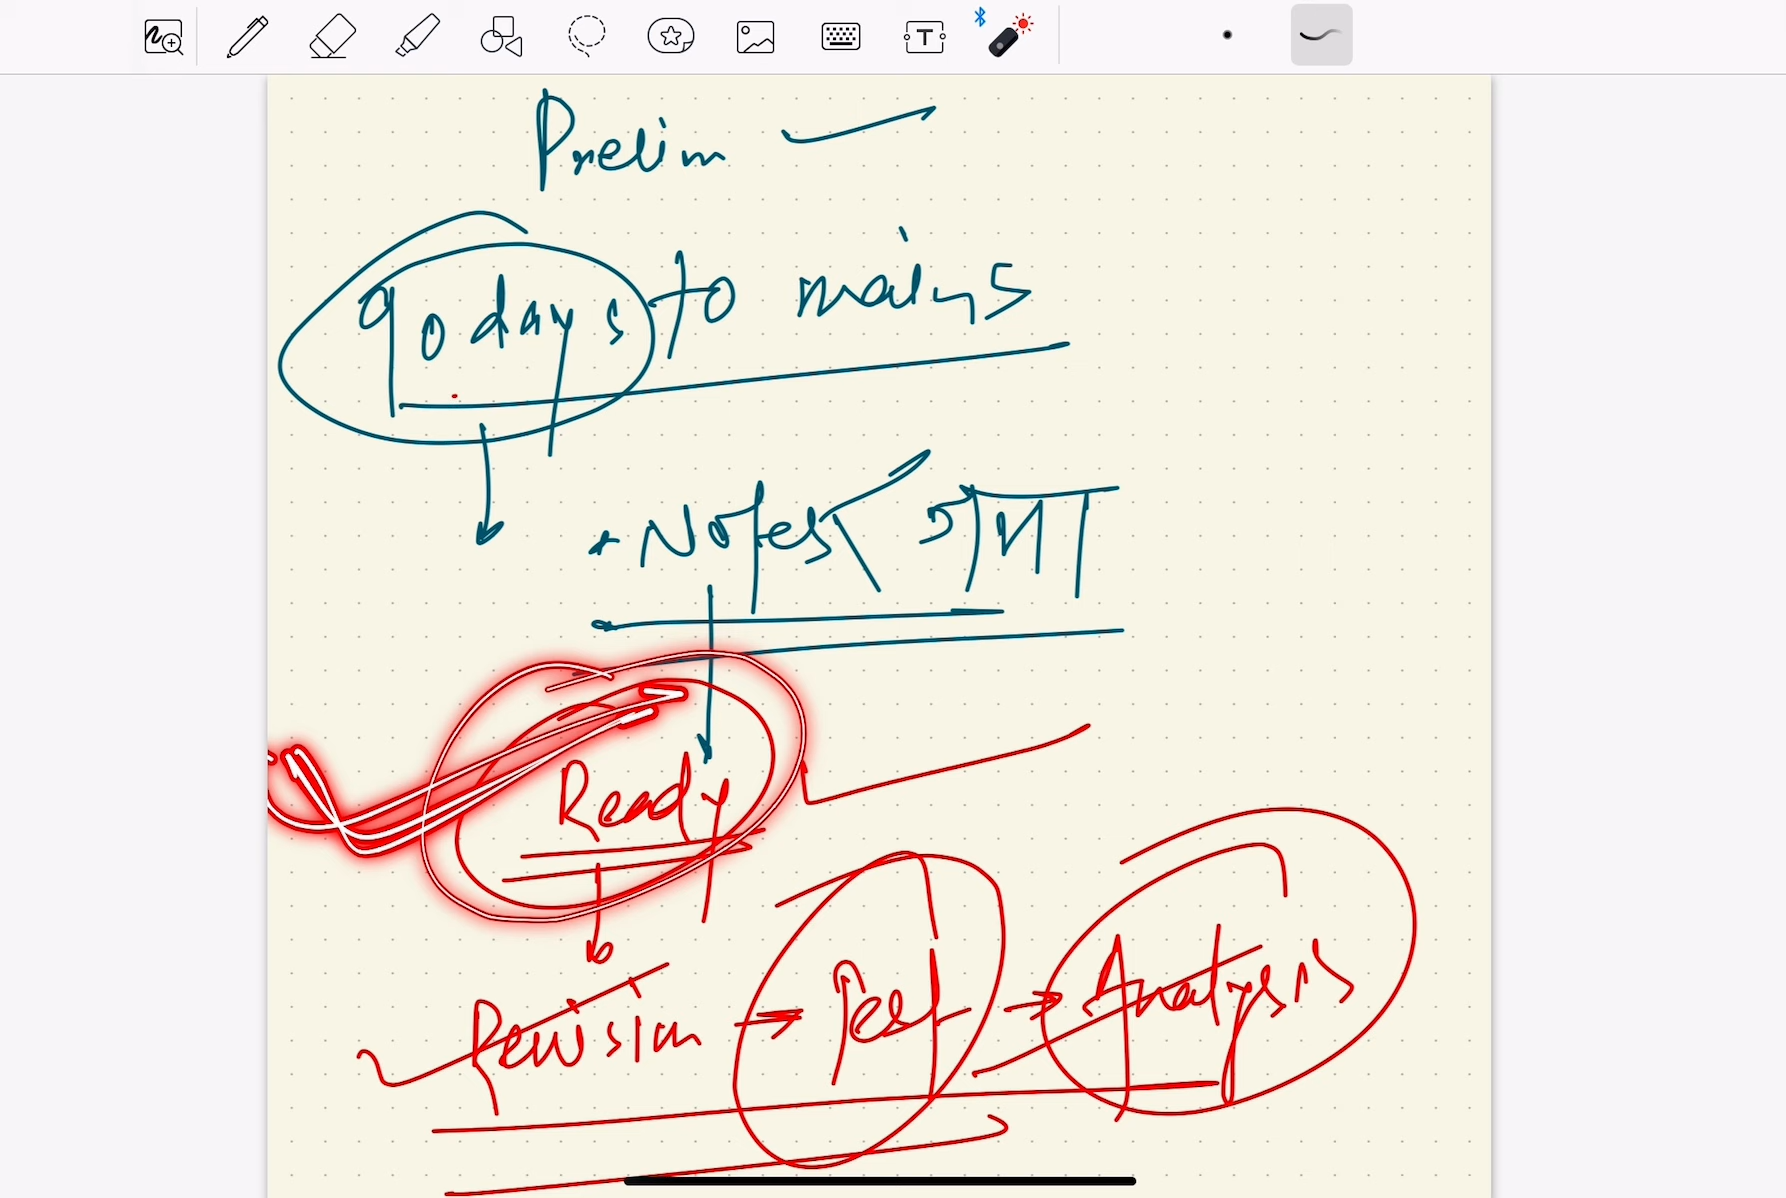 Prelim
90 days to mains
Notes
Ready
Revision → Test → Analysis